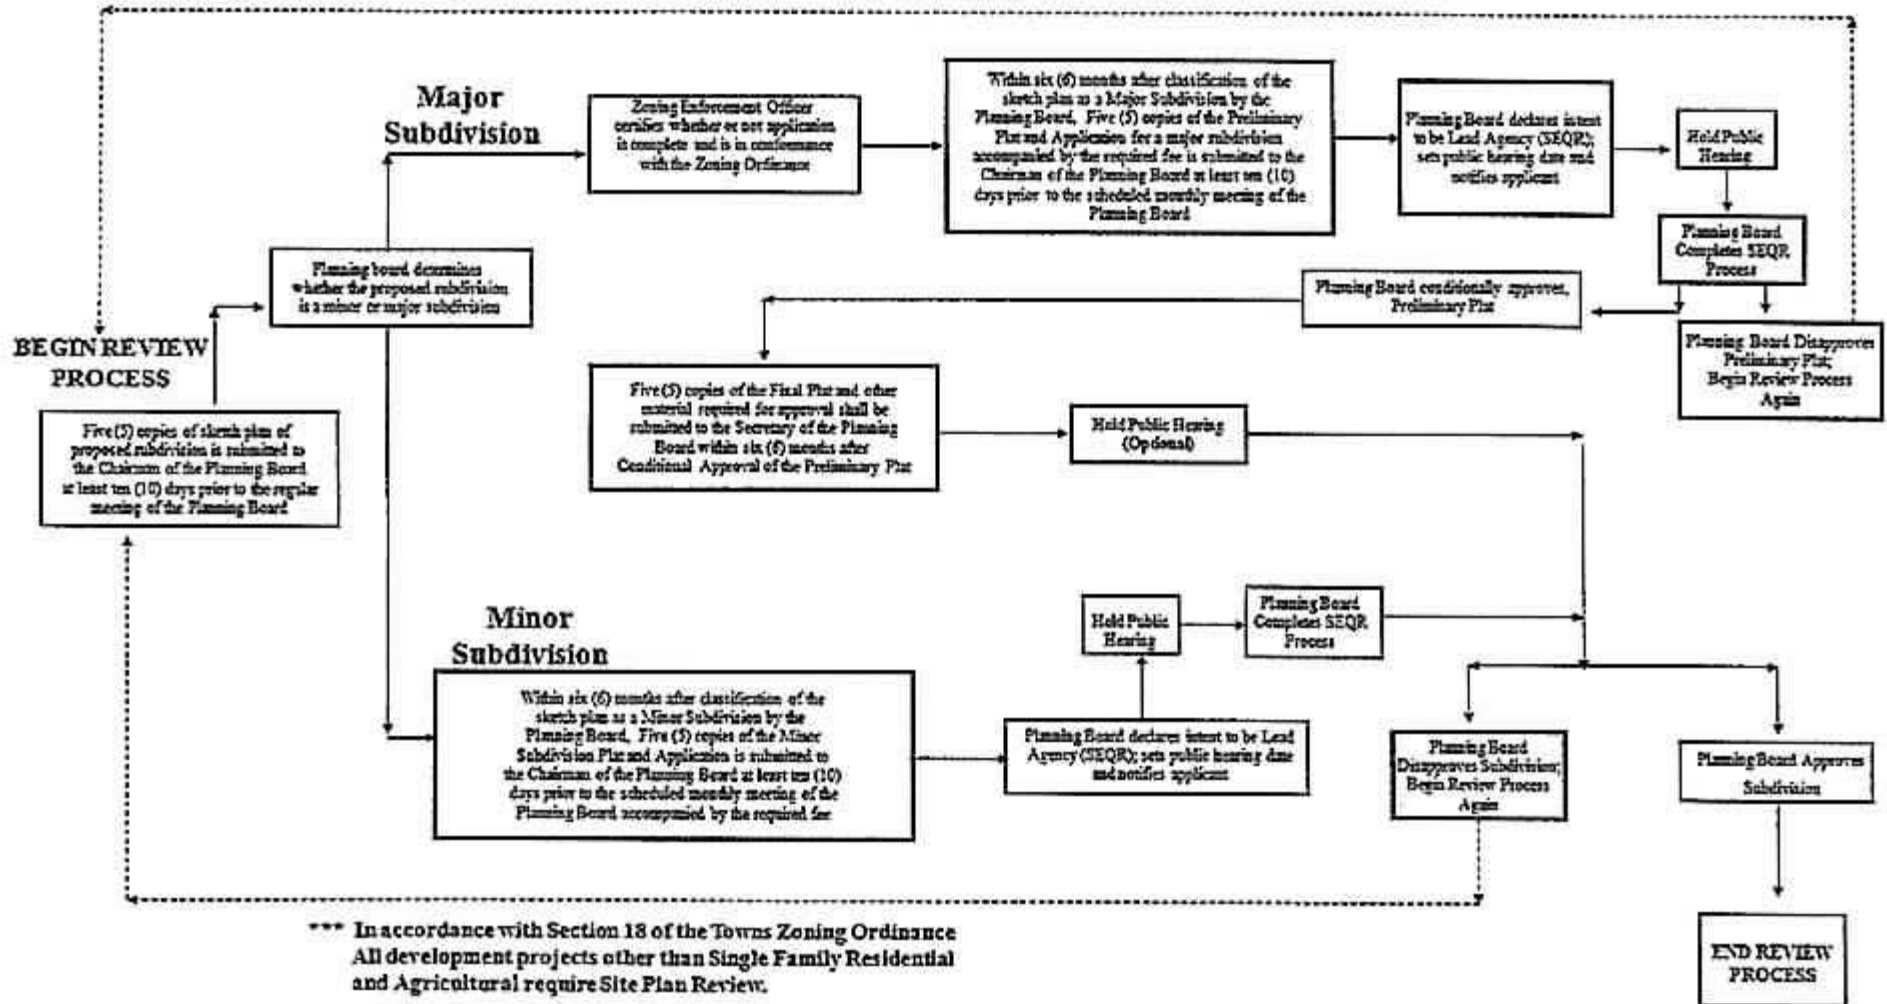 Major
Subdivision
Zoning Enforcement Officer
certifies whether or not application
is complete and is in conformance
with the Zoning Ordinance
Within six (6) months after classification of the
sketch plan as a Major Subdivision by the
Planning Board, Five (5) copies of the Preliminary
Plat and Application for a major subdivision
accompanied by the required fee is submitted to the
Chairman of the Planning Board at least ten (10)
days prior to the scheduled monthly meeting of the
Planning Board
Planning Board declares intent
to be Lead Agency (SEQR);
sets public hearing date and
notifies applicant
Hold Public
Hearing
Planning Board
Completes SEQR
Process
Planning board determines
whether the proposed subdivision
is a minor or major subdivision
Planning Board conditionally approves,
Preliminary Plat
Planning Board Disapproves
Preliminary Plat;
Begin Review Process
Again
BEGIN REVIEW
PROCESS
Five (5) copies of sketch plan of
proposed subdivision is submitted to
the Chairman of the Planning Board
at least ten (10) days prior to the regular
meeting of the Planning Board
Five (5) copies of the Final Plat and other
material required for approval shall be
submitted to the Secretary of the Planning
Board within six (6) months after
Conditional Approval of the Preliminary Plat
Hold Public Hearing
(Optional)
Minor
Subdivision
Within six (6) months after classification of the
sketch plan as a Minor Subdivision by the
Planning Board, Five (5) copies of the Minor
Subdivision Plat and Application is submitted to
the Chairman of the Planning Board at least ten (10)
days prior to the scheduled monthly meeting of the
Planning Board accompanied by the required fee
Planning Board declares intent to be Lead
Agency (SEQR); sets public hearing date
and notifies applicant
Hold Public
Hearing
Planning Board
Completes SEQR
Process
Planning Board
Disapproves Subdivision;
Begin Review Process
Again
Planning Board Approves
Subdivision
END REVIEW
PROCESS
*** In accordance with Section 18 of the Towns Zoning Ordinance
All development projects other than Single Family Residential
and Agricultural require Site Plan Review.